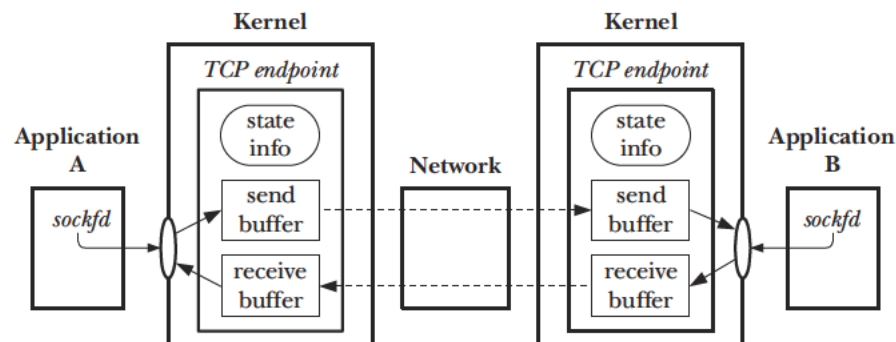 Kernel
Kernel
TCP endpoint
TCP endpoint
Application
A
state
info
Network
state
info
Application
B
sockfd
send
buffer
send
buffer
sockfd
receive
buffer
receive
buffer